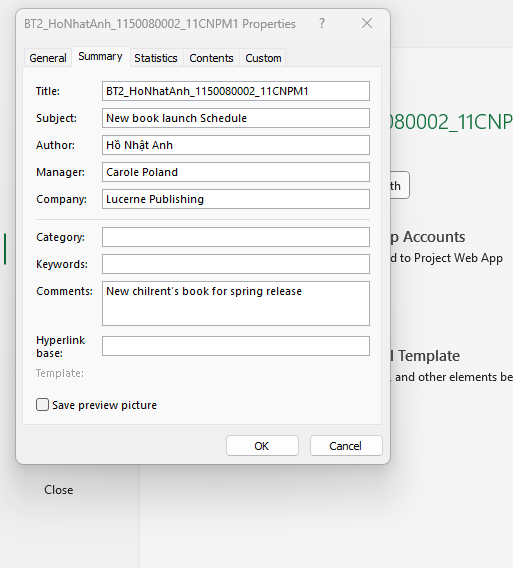 BT2_HoNhatAnh_1150080002_11CNPM1 Properties ? ×
General Summary Statistics Contents Custom
Title: BT2_HoNhatAnh_1150080002_11CNPM1
Subject: New book launch Schedule
Author: Hồ Nhật Anh
Manager: Carole Poland
Company: Lucerne Publishing
Category:
Keywords:
Comments: New chilrent's book for spring release
Hyperlink base:
Template:
Save preview picture
OK Cancel
080002_11CNP
th
p Accounts
d to Project Web App
l Template
, and other elements be
Close